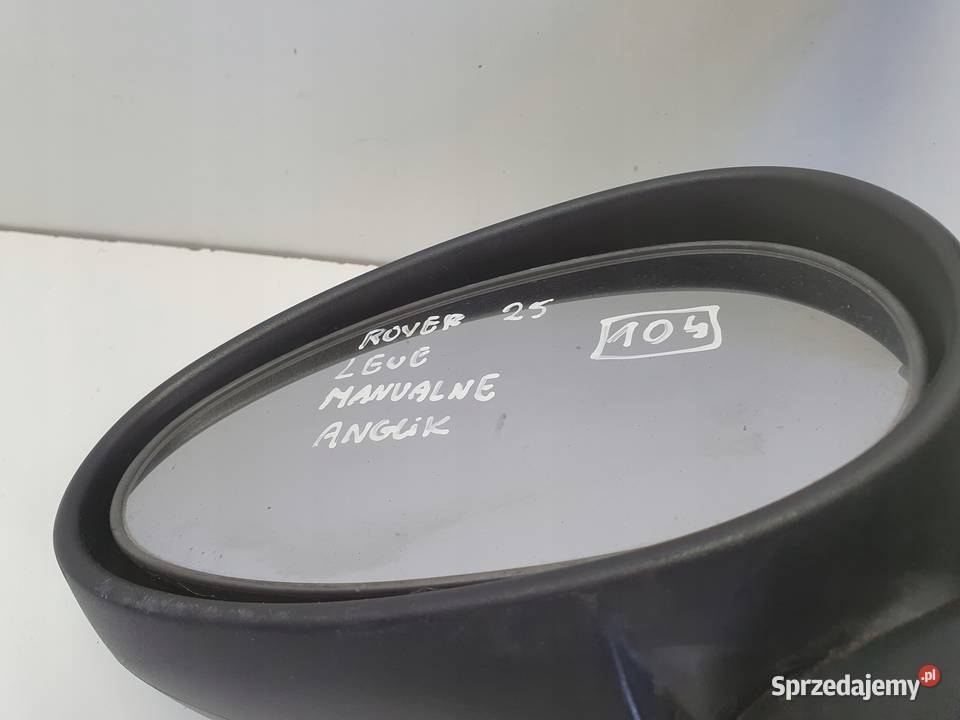 ROVER 25
LEWE
MANUALNE
ANGLIK
104
Sprzedajemy.pl